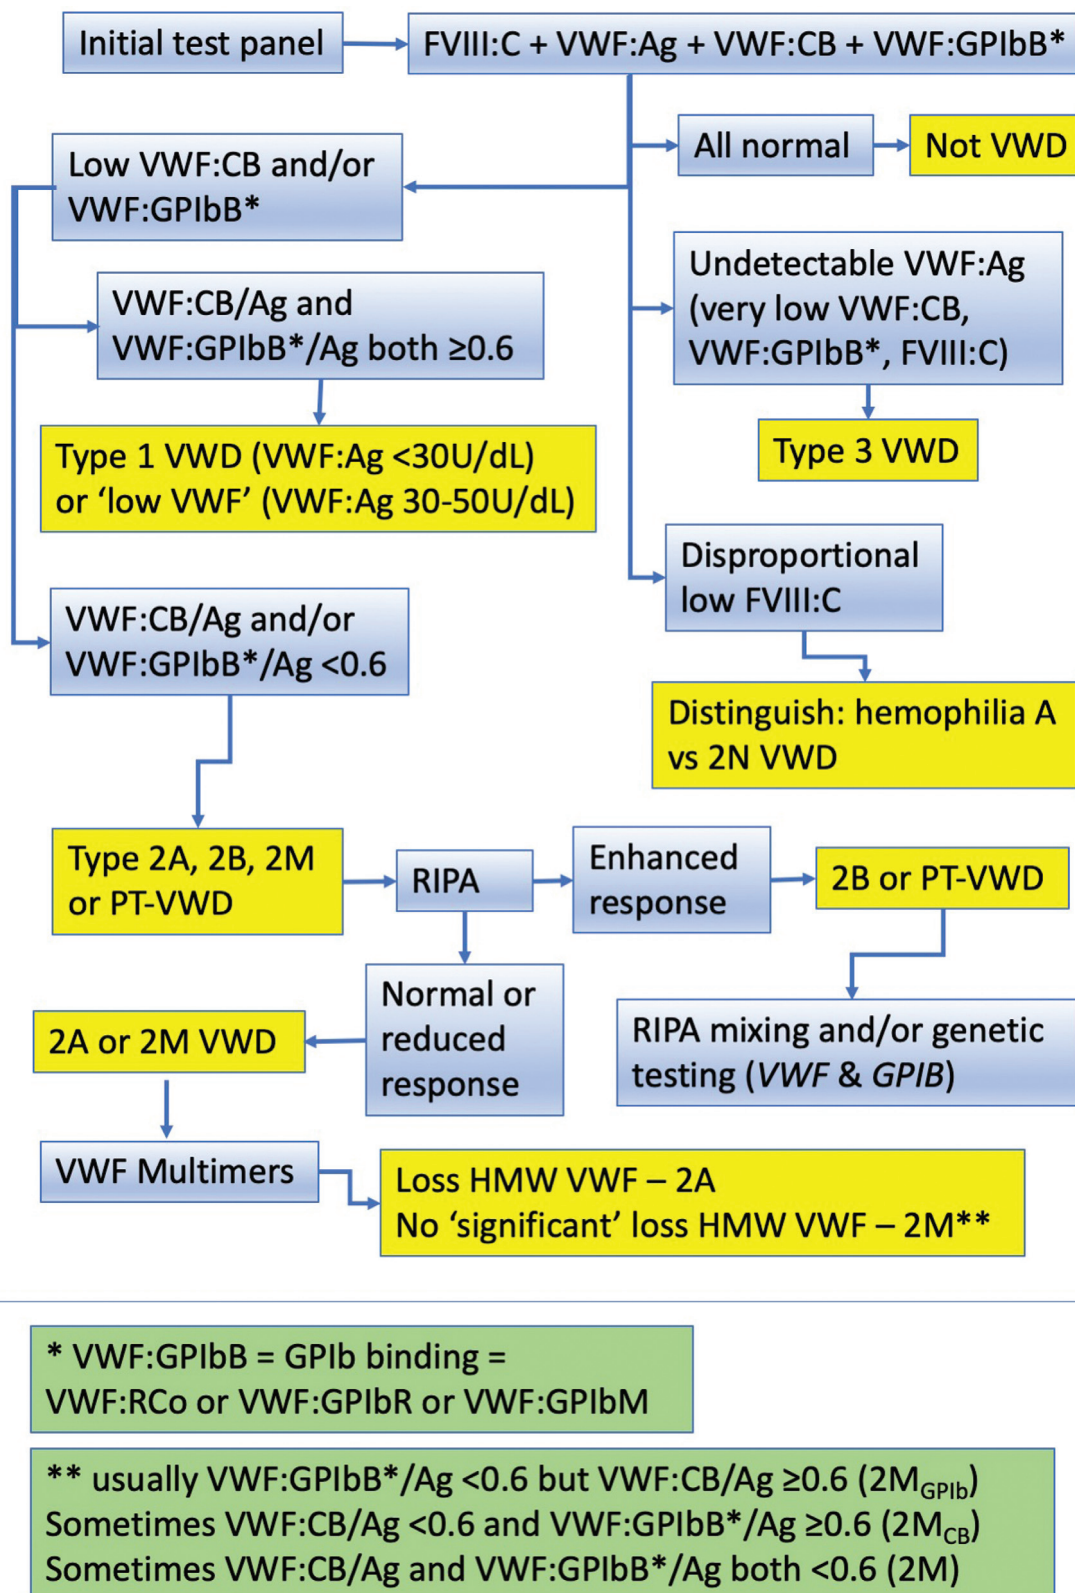 Initial test panel
FVIII:C + VWF:Ag + VWF:CB + VWF:GPIbB*
All normal
Not VWD
Low VWF:CB and/or
VWF:GPIbB*
Undetectable VWF:Ag
(very low VWF:CB,
VWF:GPIbB*, FVIII:C)
VWF:CB/Ag and
VWF:GPIbB*/Ag both ≥0.6
Type 3 VWD
Type 1 VWD (VWF:Ag <30U/dL)
or ‘low VWF’ (VWF:Ag 30-50U/dL)
Disproportional
low FVIII:C
VWF:CB/Ag and/or
VWF:GPIbB*/Ag <0.6
Distinguish: hemophilia A
vs 2N VWD
Type 2A, 2B, 2M
or PT-VWD
RIPA
Enhanced
response
2B or PT-VWD
Normal or
reduced
response
2A or 2M VWD
RIPA mixing and/or genetic
testing (VWF & GPIB)
VWF Multimers
Loss HMW VWF – 2A
No ‘significant’ loss HMW VWF – 2M**
* VWF:GPIbB = GPIb binding =
VWF:RCo or VWF:GPIbR or VWF:GPIbM
** usually VWF:GPIbB*/Ag <0.6 but VWF:CB/Ag ≥0.6 (2M_GPIb)
Sometimes VWF:CB/Ag <0.6 and VWF:GPIbB*/Ag ≥0.6 (2M_CB)
Sometimes VWF:CB/Ag and VWF:GPIbB*/Ag both <0.6 (2M)